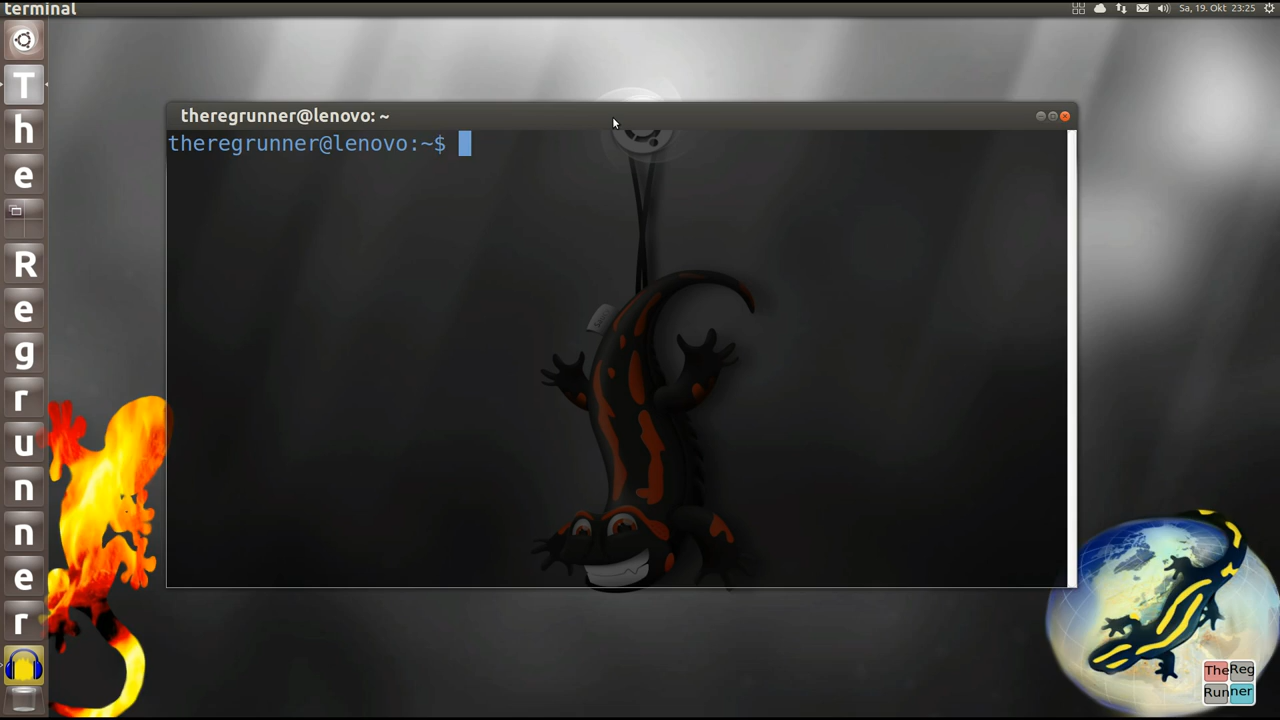 terminal
Sa, 19. Okt 23:25
theregrunner@lenovo: ~
theregrunner@lenovo:~$
T
h
e
R
e
g
r
u
n
n
e
r
TheReg
Runner